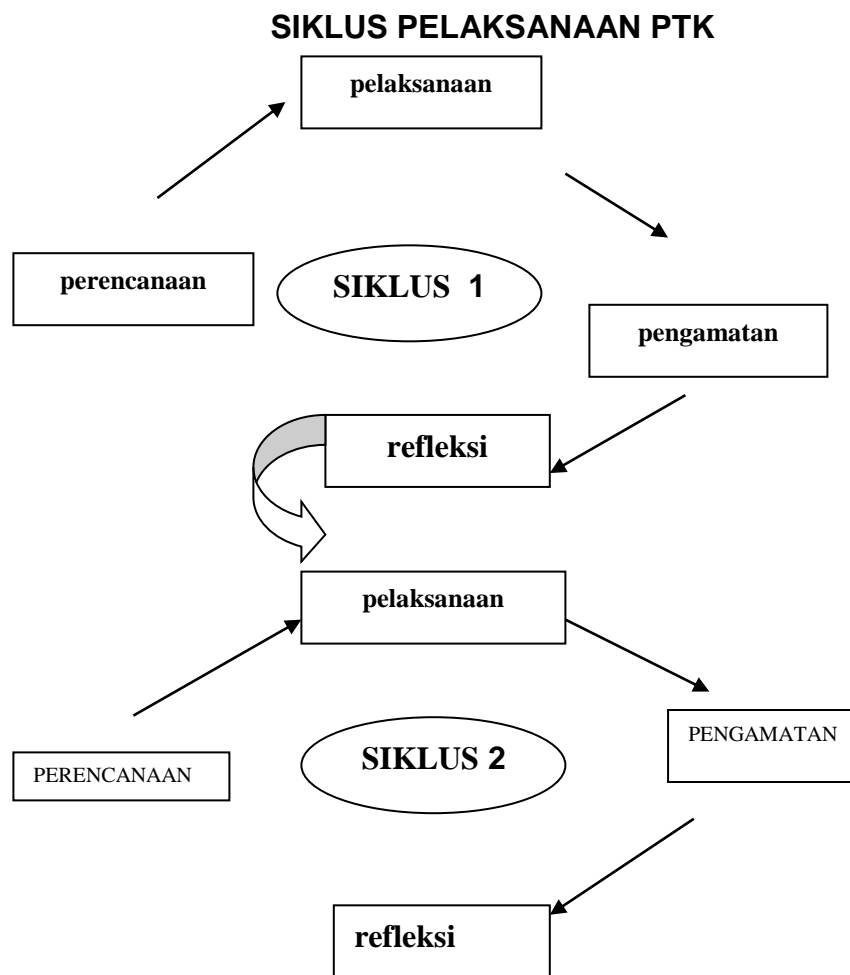 SIKLUS PELAKSANAAN PTK
pelaksanaan
perencanaan
SIKLUS 1
pengamatan
refleksi
pelaksanaan
PENGAMATAN
SIKLUS 2
PERENCANAAN
refleksi